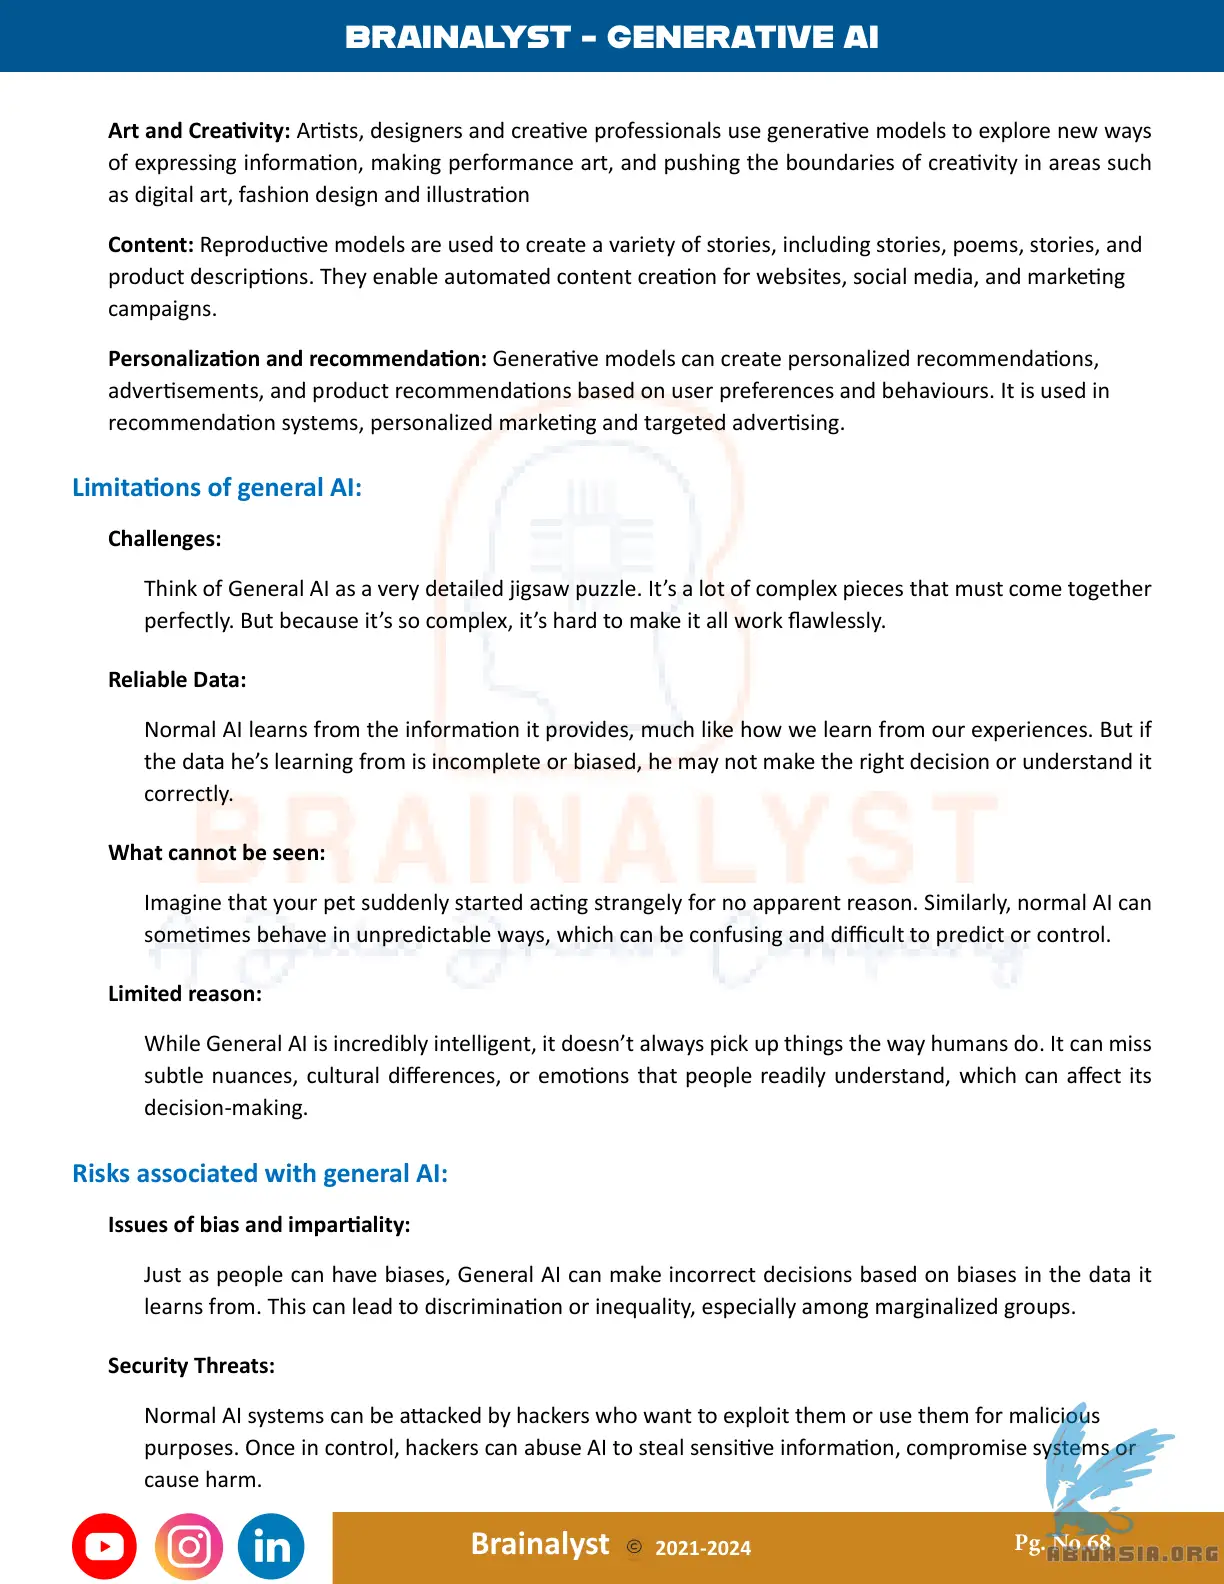 BRAINALYST - GENERATIVE AI
Art and Creativity: Artists, designers and creative professionals use generative models to explore new ways
of expressing information, making performance art, and pushing the boundaries of creativity in areas such
as digital art, fashion design and illustration
Content: Reproductive models are used to create a variety of stories, including stories, poems, stories, and
product descriptions. They enable automated content creation for websites, social media, and marketing
campaigns.
Personalization and recommendation: Generative models can create personalized recommendations,
advertisements, and product recommendations based on user preferences and behaviours. It is used in
recommendation systems, personalized marketing and targeted advertising.
Limitations of general AI:
Challenges:
Think of General AI as a very detailed jigsaw puzzle. It’s a lot of complex pieces that must come together
perfectly. But because it’s so complex, it’s hard to make it all work flawlessly.
Reliable Data:
Normal AI learns from the information it provides, much like how we learn from our experiences. But if
the data he’s learning from is incomplete or biased, he may not make the right decision or understand it
correctly.
BRAINALYST
What cannot be seen:
Imagine that your pet suddenly started acting strangely for no apparent reason. Similarly, normal AI can
sometimes behave in unpredictable ways, which can be confusing and difficult to predict or control.
A Data Driven Company
Limited reason:
While General AI is incredibly intelligent, it doesn’t always pick up things the way humans do. It can miss
subtle nuances, cultural differences, or emotions that people readily understand, which can affect its
decision-making.
Risks associated with general AI:
Issues of bias and impartiality:
Just as people can have biases, General AI can make incorrect decisions based on biases in the data it
learns from. This can lead to discrimination or inequality, especially among marginalized groups.
Security Threats:
Normal AI systems can be attacked by hackers who want to exploit them or use them for malicious
purposes. Once in control, hackers can abuse AI to steal sensitive information, compromise systems or
cause harm.
in
Brainalyst © 2021-2024
Pg. No.68
ABNASIA.ORG